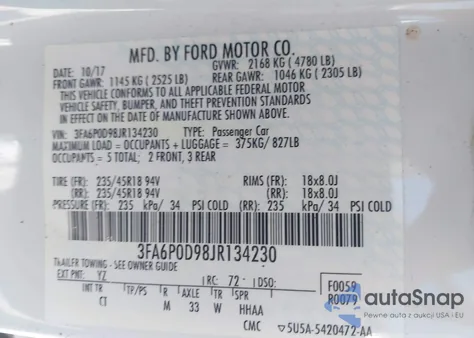 MFD. BY FORD MOTOR CO.
DATE: 10/17 GVWR: 2168 KG ( 4780 LB)
FRONT GAWR: 1145 KG ( 2525 LB) REAR GAWR: 1046 KG ( 2305 LB)
THIS VEHICLE CONFORMS TO ALL APPLICABLE FEDERAL MOTOR
VEHICLE SAFETY, BUMPER, AND THEFT PREVENTION STANDARDS
IN EFFECT ON THE DATE OF MANUFACTURE SHOWN ABOVE.
VIN: 3FA6P0D98JR134230 TYPE: Passenger Car
MAXIMUM LOAD = OCCUPANTS + LUGGAGE = 375KG/ 827LB
OCCUPANTS = 5 TOTAL: 2 FRONT, 3 REAR
TIRE (FR): 235/45R18 94V RIMS (FR): 18x8.0J
(RR): 235/45R18 94V (RR): 18x8.0J
PRESSURE (FR): 235 kPa/ 34 PSI COLD (RR): 235 kPa/ 34 PSI COLD
3FA6P0D98JR134230
TRAILER TOWING - SEE OWNER GUIDE
EXT PNT: YZ RC: 72 DSO: F0059
INT TR TP/PS R AXLE TR SPR R0079
CI M 33 W HHAA
CMC 5U5A-5420472-AA
autoSnap
Pewne auta z aukcji w USA i EU